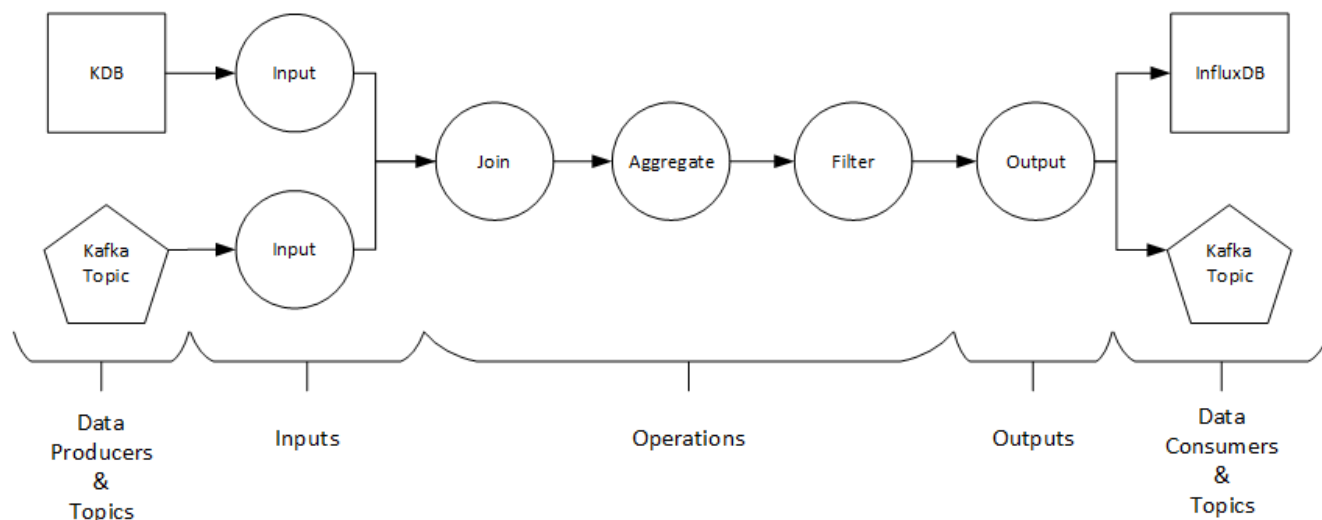 KDB
Input
InfluxDB
Join
Aggregate
Filter
Output
Kafka
Topic
Input
Kafka
Topic
Data
Producers
&
Topics
Inputs
Operations
Outputs
Data
Consumers
&
Topics